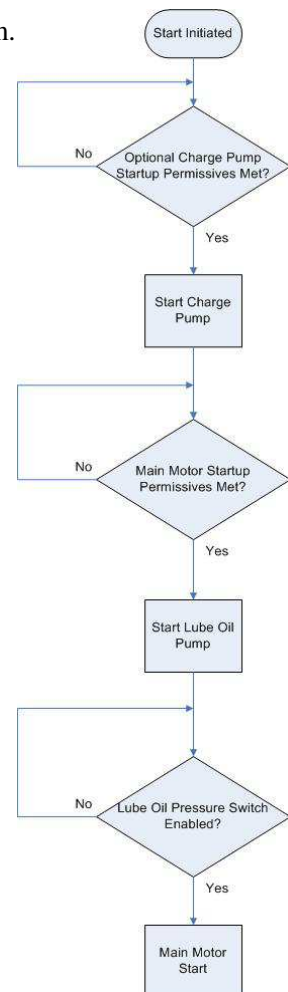 n.
Start Initiated
No
Optional Charge Pump
Startup Permissives Met?
Yes
Start Charge
Pump
No
Main Motor Startup
Permissives Met?
Yes
Start Lube Oil
Pump
No
Lube Oil Pressure Switch
Enabled?
Yes
Main Motor
Start